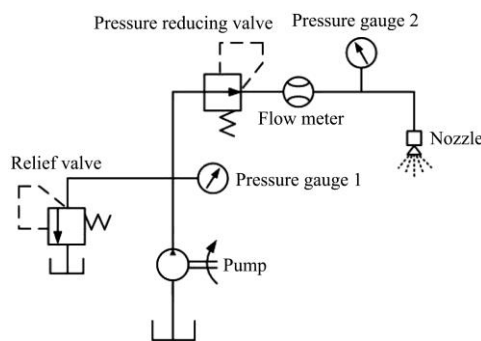 Pressure reducing valve
Pressure gauge 2
Flow meter
Nozzle
Relief valve
Pressure gauge 1
Pump